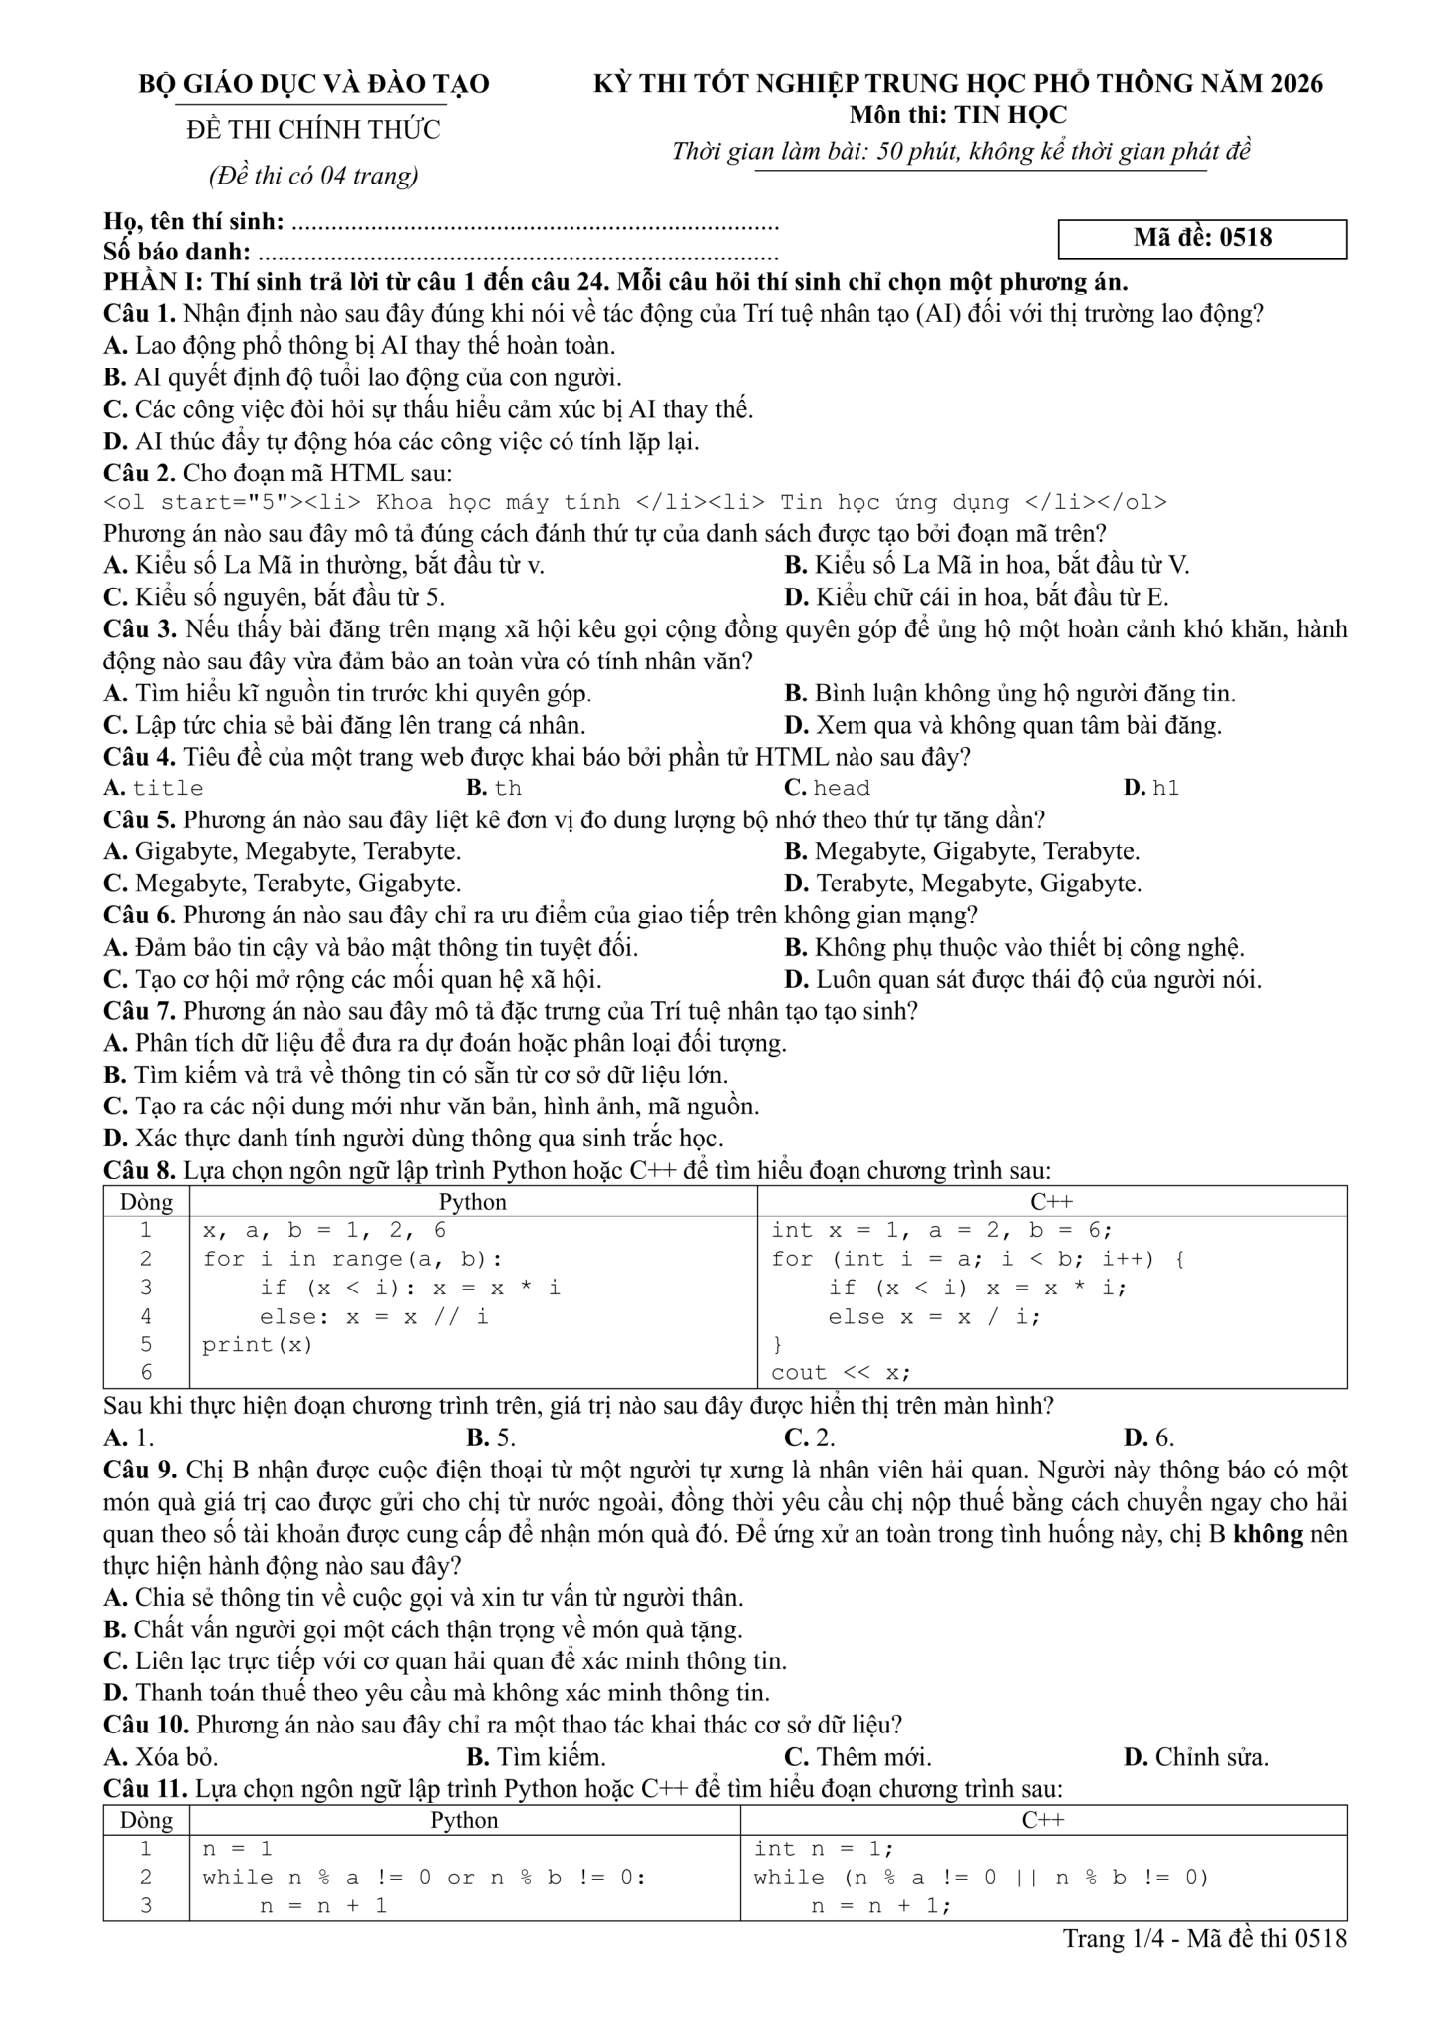 BỘ GIÁO DỤC VÀ ĐÀO TẠO
ĐỀ THI CHÍNH THỨC
(Đề thi có 04 trang)
KỲ THI TỐT NGHIỆP TRUNG HỌC PHỔ THÔNG NĂM 2026
Môn thi: TIN HỌC
Thời gian làm bài: 50 phút, không kể thời gian phát đề
Họ, tên thí sinh: ..........................................................................
Số báo danh: ...............................................................................
Mã đề: 0518
PHẦN I: Thí sinh trả lời từ câu 1 đến câu 24. Mỗi câu hỏi thí sinh chỉ chọn một phương án.
Câu 1. Nhận định nào sau đây đúng khi nói về tác động của Trí tuệ nhân tạo (AI) đối với thị trường lao động?
A. Lao động phổ thông bị AI thay thế hoàn toàn.
B. AI quyết định độ tuổi lao động của con người.
C. Các công việc đòi hỏi sự thấu hiểu cảm xúc bị AI thay thế.
D. AI thúc đẩy tự động hóa các công việc có tính lặp lại.
Câu 2. Cho đoạn mã HTML sau:
<ol start="5"><li> Khoa học máy tính </li><li> Tin học ứng dụng </li></ol>
Phương án nào sau đây mô tả đúng cách đánh thứ tự của danh sách được tạo bởi đoạn mã trên?
A. Kiểu số La Mã in thường, bắt đầu từ v. B. Kiểu số La Mã in hoa, bắt đầu từ V.
C. Kiểu số nguyên, bắt đầu từ 5. D. Kiểu chữ cái in hoa, bắt đầu từ E.
Câu 3. Nếu thấy bài đăng trên mạng xã hội kêu gọi cộng đồng quyên góp để ủng hộ một hoàn cảnh khó khăn, hành
động nào sau đây vừa đảm bảo an toàn vừa có tính nhân văn?
A. Tìm hiểu kĩ nguồn tin trước khi quyên góp. B. Bình luận không ủng hộ người đăng tin.
C. Lập tức chia sẻ bài đăng lên trang cá nhân. D. Xem qua và không quan tâm bài đăng.
Câu 4. Tiêu đề của một trang web được khai báo bởi phần tử HTML nào sau đây?
A. title B. th C. head D. h1
Câu 5. Phương án nào sau đây liệt kê đơn vị đo dung lượng bộ nhớ theo thứ tự tăng dần?
A. Gigabyte, Megabyte, Terabyte. B. Megabyte, Gigabyte, Terabyte.
C. Megabyte, Terabyte, Gigabyte. D. Terabyte, Megabyte, Gigabyte.
Câu 6. Phương án nào sau đây chỉ ra ưu điểm của giao tiếp trên không gian mạng?
A. Đảm bảo tin cậy và bảo mật thông tin tuyệt đối. B. Không phụ thuộc vào thiết bị công nghệ.
C. Tạo cơ hội mở rộng các mối quan hệ xã hội. D. Luôn quan sát được thái độ của người nói.
Câu 7. Phương án nào sau đây mô tả đặc trưng của Trí tuệ nhân tạo tạo sinh?
A. Phân tích dữ liệu để đưa ra dự đoán hoặc phân loại đối tượng.
B. Tìm kiếm và trả về thông tin có sẵn từ cơ sở dữ liệu lớn.
C. Tạo ra các nội dung mới như văn bản, hình ảnh, mã nguồn.
D. Xác thực danh tính người dùng thông qua sinh trắc học.
Câu 8. Lựa chọn ngôn ngữ lập trình Python hoặc C++ để tìm hiểu đoạn chương trình sau:
Dòng Python C++
1 x, a, b = 1, 2, 6 int x = 1, a = 2, b = 6;
2 for i in range(a, b): for (int i = a; i < b; i++) {
3 if (x < i): x = x * i if (x < i) x = x * i;
4 else: x = x // i else x = x / i;
5 print(x) }
6 cout << x;
Sau khi thực hiện đoạn chương trình trên, giá trị nào sau đây được hiển thị trên màn hình?
A. 1. B. 5. C. 2. D. 6.
Câu 9. Chị B nhận được cuộc điện thoại từ một người tự xưng là nhân viên hải quan. Người này thông báo có một
món quà giá trị cao được gửi cho chị từ nước ngoài, đồng thời yêu cầu chị nộp thuế bằng cách chuyển ngay cho hải
quan theo số tài khoản được cung cấp để nhận món quà đó. Để ứng xử an toàn trong tình huống này, chị B không nên
thực hiện hành động nào sau đây?
A. Chia sẻ thông tin về cuộc gọi và xin tư vấn từ người thân.
B. Chất vấn người gọi một cách thận trọng về món quà tặng.
C. Liên lạc trực tiếp với cơ quan hải quan để xác minh thông tin.
D. Thanh toán thuế theo yêu cầu mà không xác minh thông tin.
Câu 10. Phương án nào sau đây chỉ ra một thao tác khai thác cơ sở dữ liệu?
A. Xóa bỏ. B. Tìm kiếm. C. Thêm mới. D. Chỉnh sửa.
Câu 11. Lựa chọn ngôn ngữ lập trình Python hoặc C++ để tìm hiểu đoạn chương trình sau:
Dòng Python C++
1 n = 1 int n = 1;
2 while n % a != 0 or n % b != 0: while (n % a != 0 || n % b != 0)
3 n = n + 1 n = n + 1;
Trang 1/4 - Mã đề thi 0518